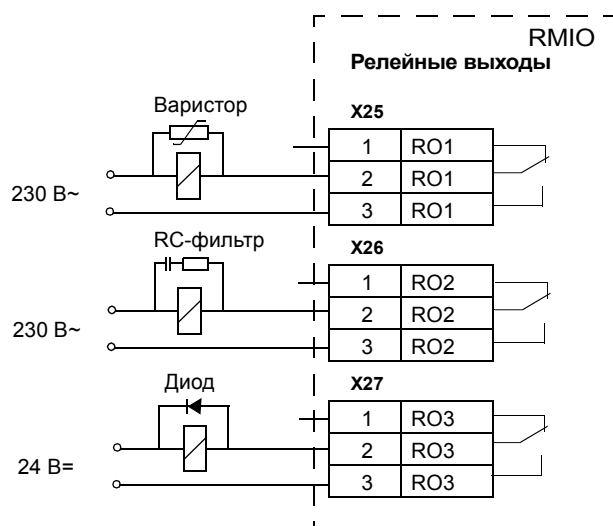 RMIO
Релейные выходы
Варистор
X25
1 RO1
2 RO1
3 RO1
230 В~
RC-фильтр
X26
1 RO2
2 RO2
3 RO2
230 В~
Диод
X27
1 RO3
2 RO3
3 RO3
24 В=